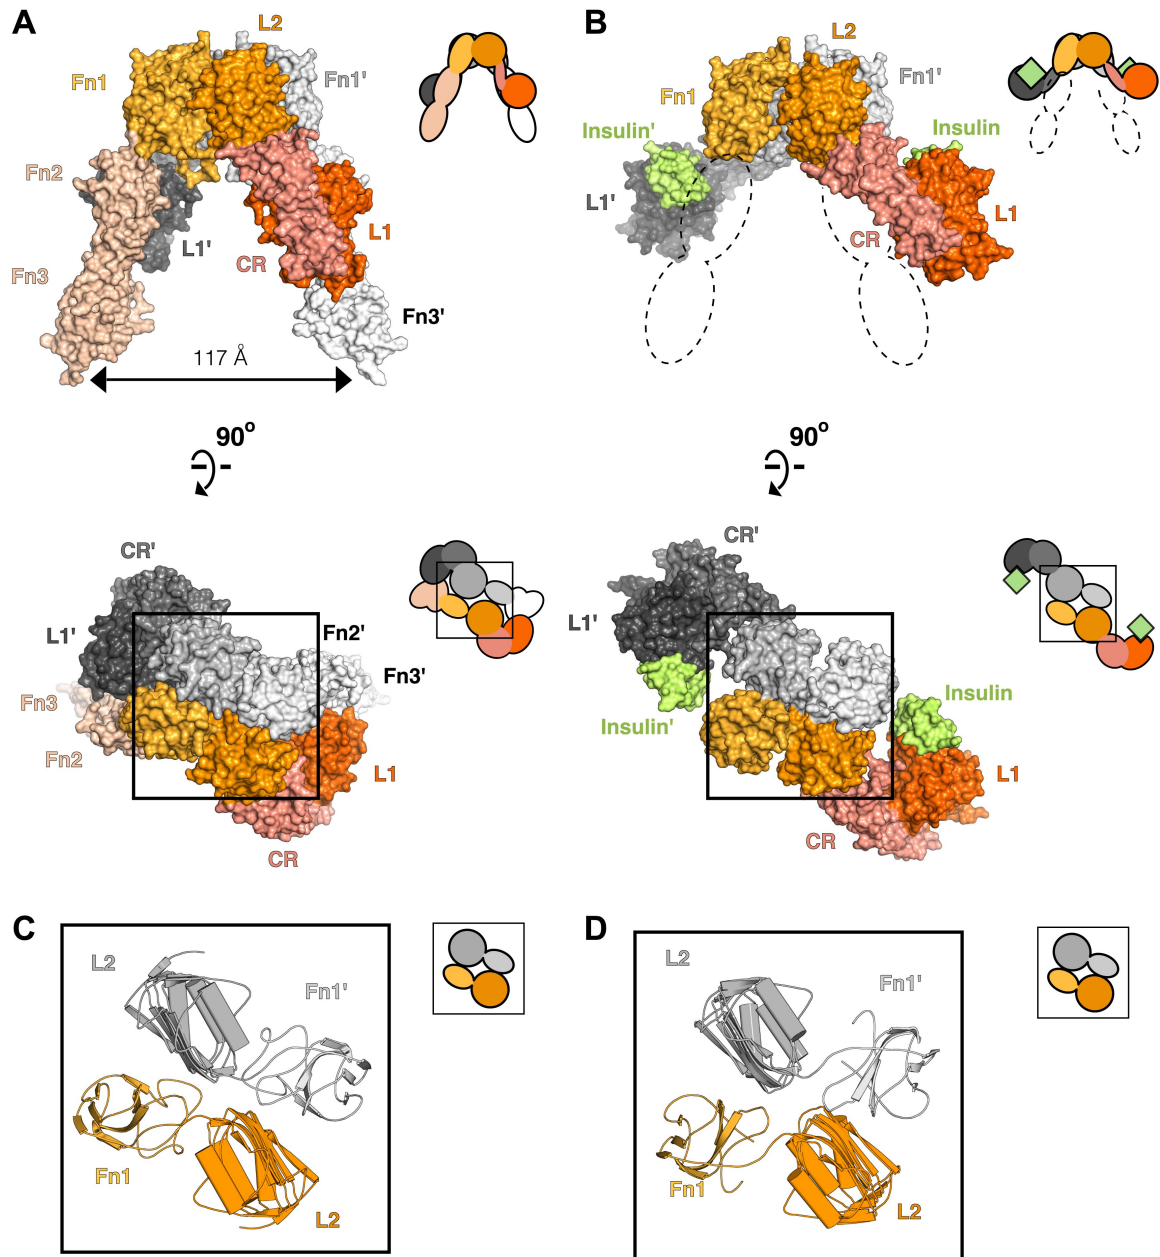 A
L2
Fn1
Fn1'
Fn2
L1'
L1
CR
Fn3
Fn3'
117 Å
90°
CR'
L1'
Fn2'
Fn3'
Fn3
Fn2
L1
CR
B
L2
Fn1'
Fn1
Insulin'
Insulin
L1'
L1
CR
90°
CR'
L1'
Insulin
Insulin'
CR
L1
C
L2
Fn1'
Fn1
L2
D
L2
Fn1'
Fn1
L2